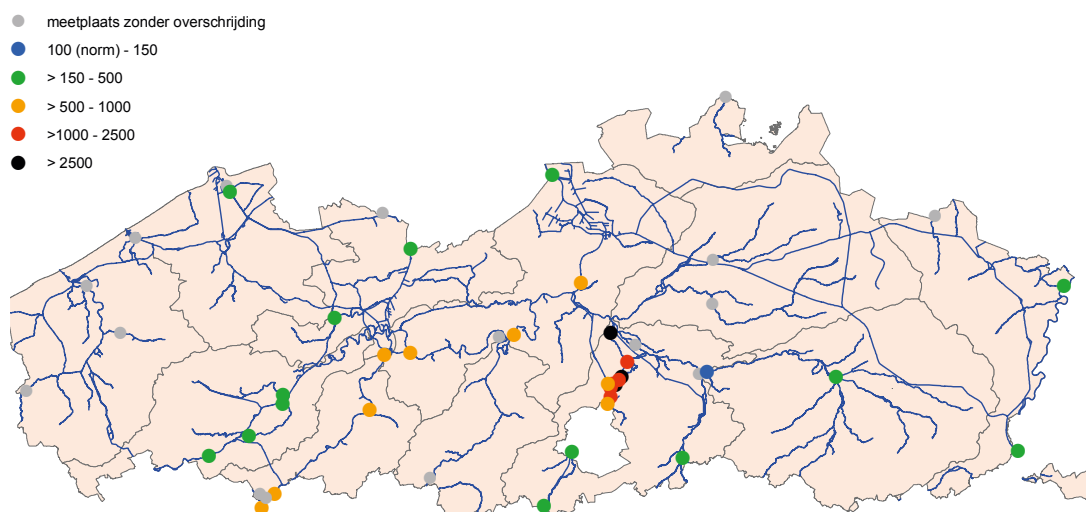 meetplaats zonder overschrijding
100 (norm) - 150
> 150 - 500
> 500 - 1000
>1000 - 2500
> 2500